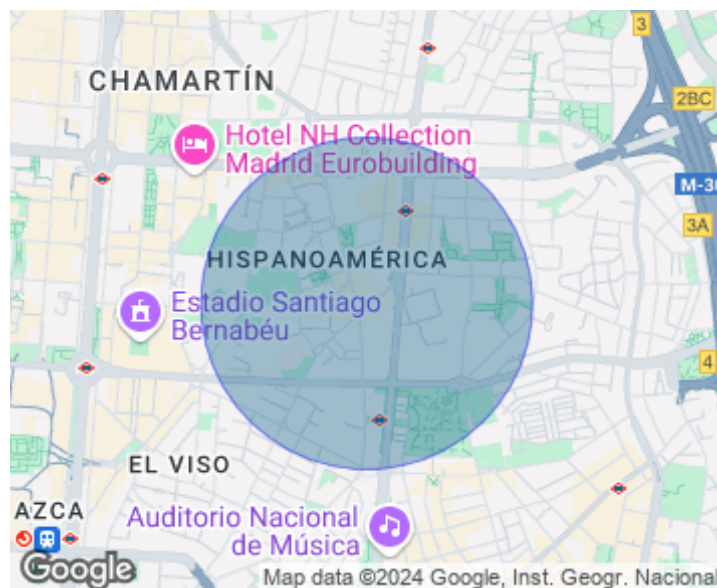 3
CHAMARTÍN
2BC
Hotel NH Collection
Madrid Eurobuilding
M-30
3A
HISPANOAMÉRICA
Estadio Santiago
Bernabéu
4
EL VISO
AZCA
Auditorio Nacional
de Música
Google
Map data ©2024 Google, Inst. Geogr. Nacional